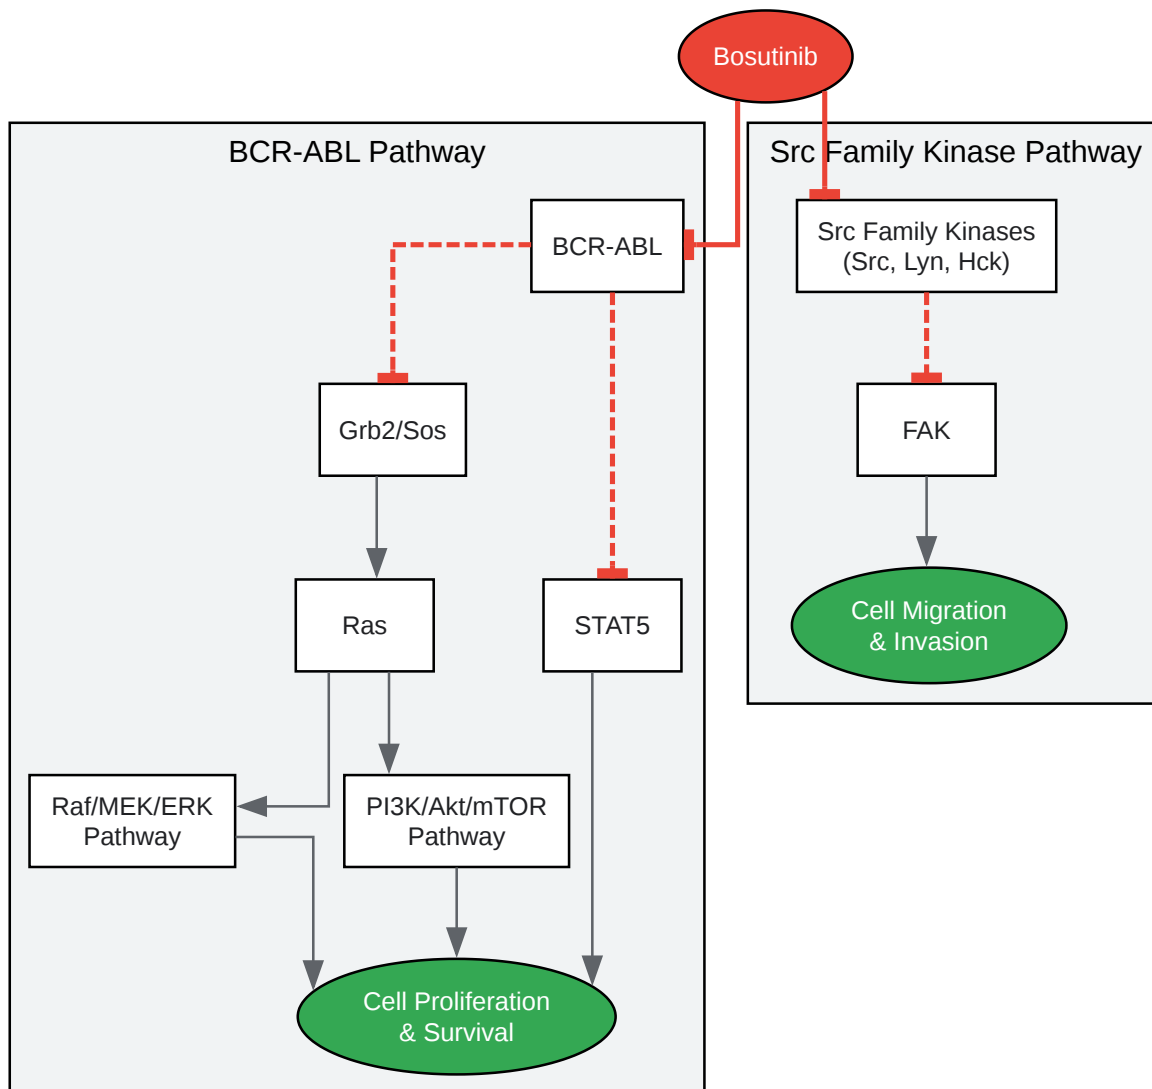 Bosutinib
BCR-ABL Pathway
Src Family Kinase Pathway
BCR-ABL
Src Family Kinases
(Src, Lyn, Hck)
Grb2/Sos
FAK
Ras
STAT5
Cell Migration
& Invasion
Raf/MEK/ERK
Pathway
PI3K/Akt/mTOR
Pathway
Cell Proliferation
& Survival